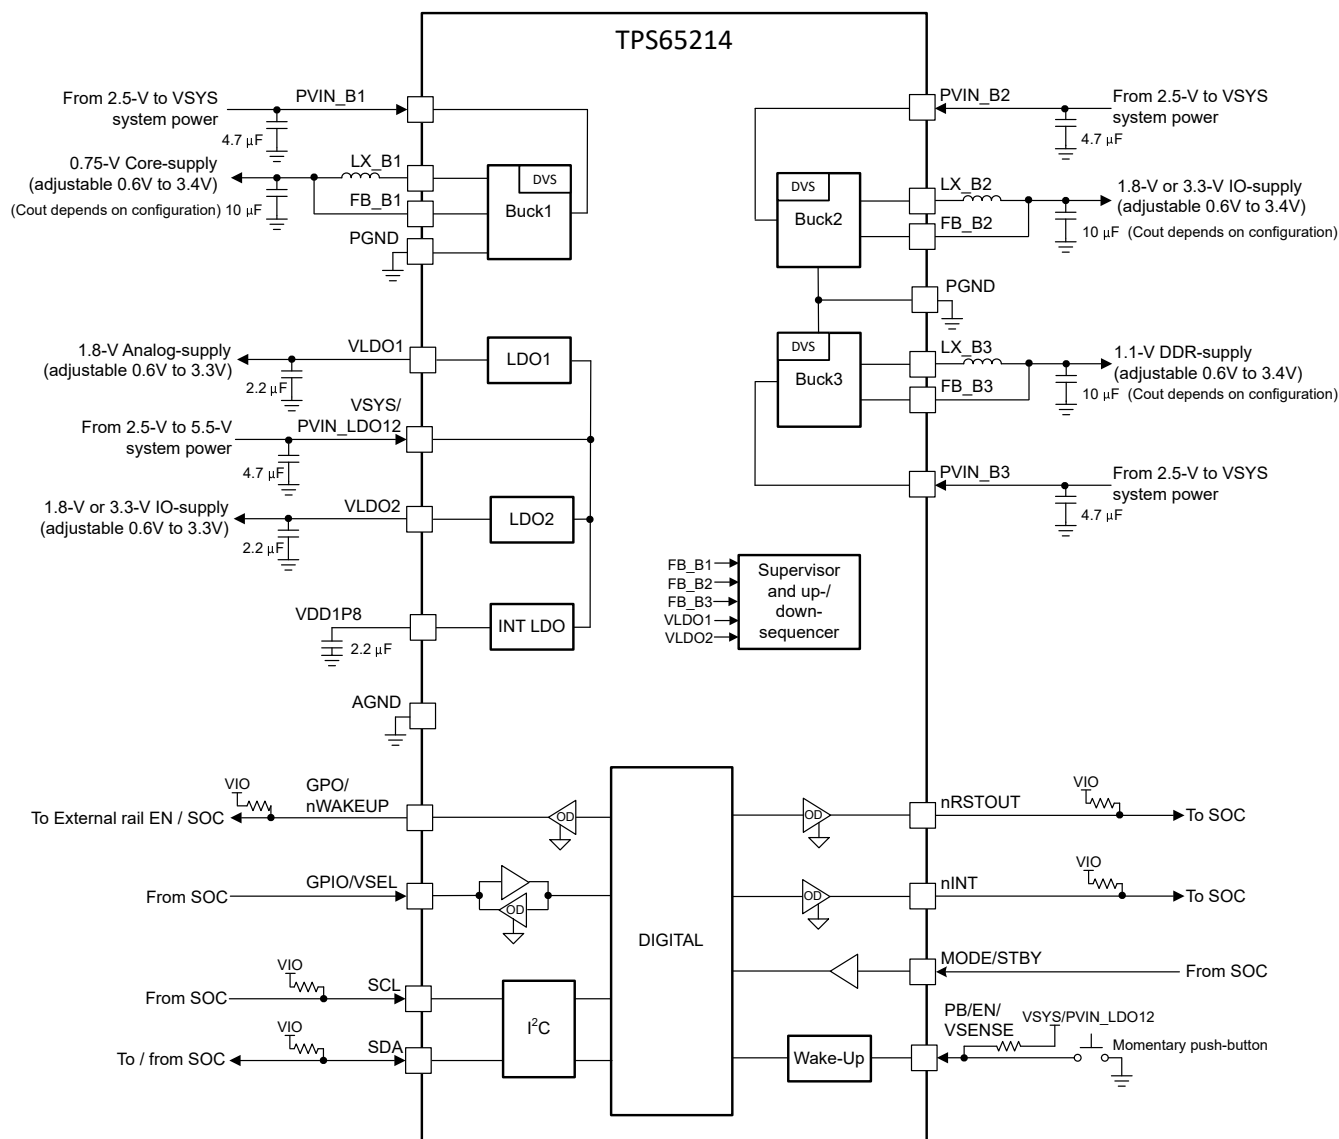 TPS65214
From 2.5-V to VSYS
system power
PVIN_B1
4.7 μF
0.75-V Core-supply
(adjustable 0.6V to 3.4V)
(Cout depends on configuration) 10 μF
LX_B1
FB_B1
PGND
DVS
Buck1
1.8-V Analog-supply
(adjustable 0.6V to 3.3V)
2.2 μF
VLDO1
LDO1
From 2.5-V to 5.5-V
system power
4.7 μF
VSYS/
PVIN_LDO12
1.8-V or 3.3-V IO-supply
(adjustable 0.6V to 3.3V)
2.2 μF
VLDO2
LDO2
VDD1P8
2.2 μF
INT LDO
AGND
PVIN_B2
From 2.5-V to VSYS
system power
4.7 μF
DVS
Buck2
LX_B2
FB_B2
1.8-V or 3.3-V IO-supply
(adjustable 0.6V to 3.4V)
10 μF (Cout depends on configuration)
PGND
DVS
Buck3
LX_B3
FB_B3
1.1-V DDR-supply
(adjustable 0.6V to 3.4V)
10 μF (Cout depends on configuration)
PVIN_B3
From 2.5-V to VSYS
system power
4.7 μF
FB_B1
FB_B2
FB_B3
VLDO1
VLDO2
Supervisor
and up-/
down-
sequencer
VIO
GPO/
nWAKEUP
To External rail EN / SOC
OD
From SOC
GPIO/VSEL
OD
VIO
From SOC
SCL
VIO
To / from SOC
SDA
I²C
DIGITAL
OD
nRSTOUT
VIO
To SOC
OD
nINT
VIO
To SOC
MODE/STBY
From SOC
Wake-Up
PB/EN/
VSENSE
VSYS/PVIN_LDO12
Momentary push-button